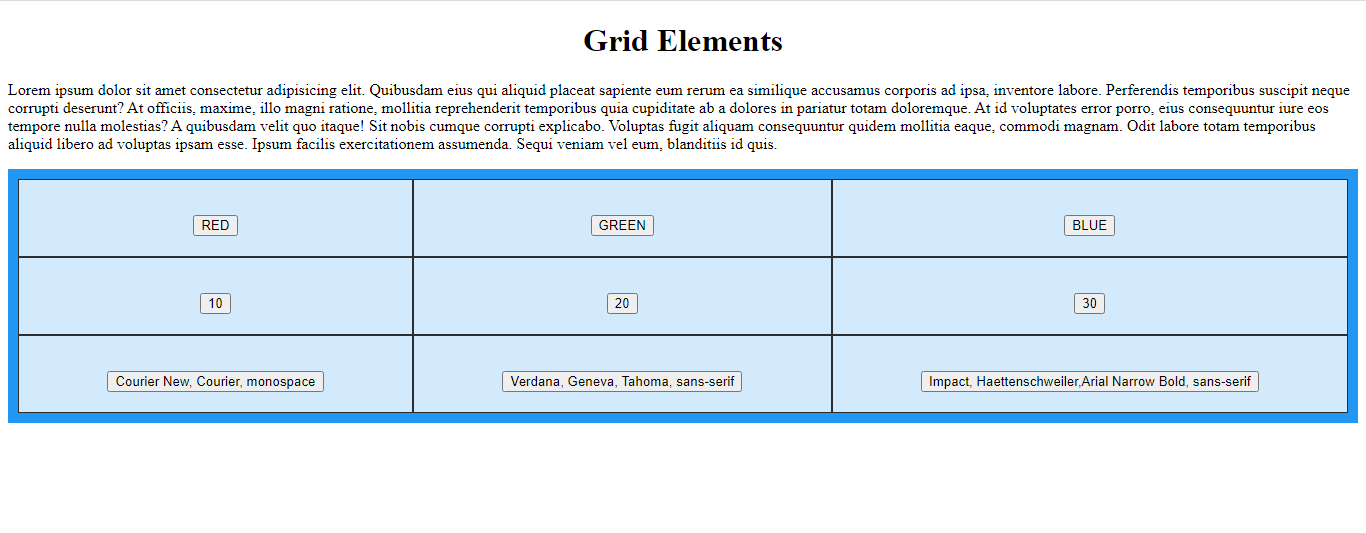 Grid Elements
Lorem ipsum dolor sit amet consectetur adipisicing elit. Quibusdam eius qui aliquid placeat sapiente eum rerum ea similique accusamus corporis ad ipsa, inventore labore. Perferendis temporibus suscipit neque
corrupti deserunt? At officiis, maxime, illo magni ratione, mollitia reprehenderit temporibus quia cupiditate ab a dolores in pariatur totam doloremque. At id voluptates error porro, eius consequuntur iure eos
tempore nulla molestias? A quibusdam velit quo itaque! Sit nobis cumque corrupti explicabo. Voluptas fugit aliquam consequuntur quidem mollitia eaque, commodi magnam. Odit labore totam temporibus
aliquid libero ad voluptas ipsam esse. Ipsum facilis exercitationem assumenda. Sequi veniam vel eum, blanditiis id quis.
RED GREEN BLUE
10 20 30
Courier New, Courier, monospace Verdana, Geneva, Tahoma, sans-serif Impact, Haettenschweiler,Arial Narrow Bold, sans-serif